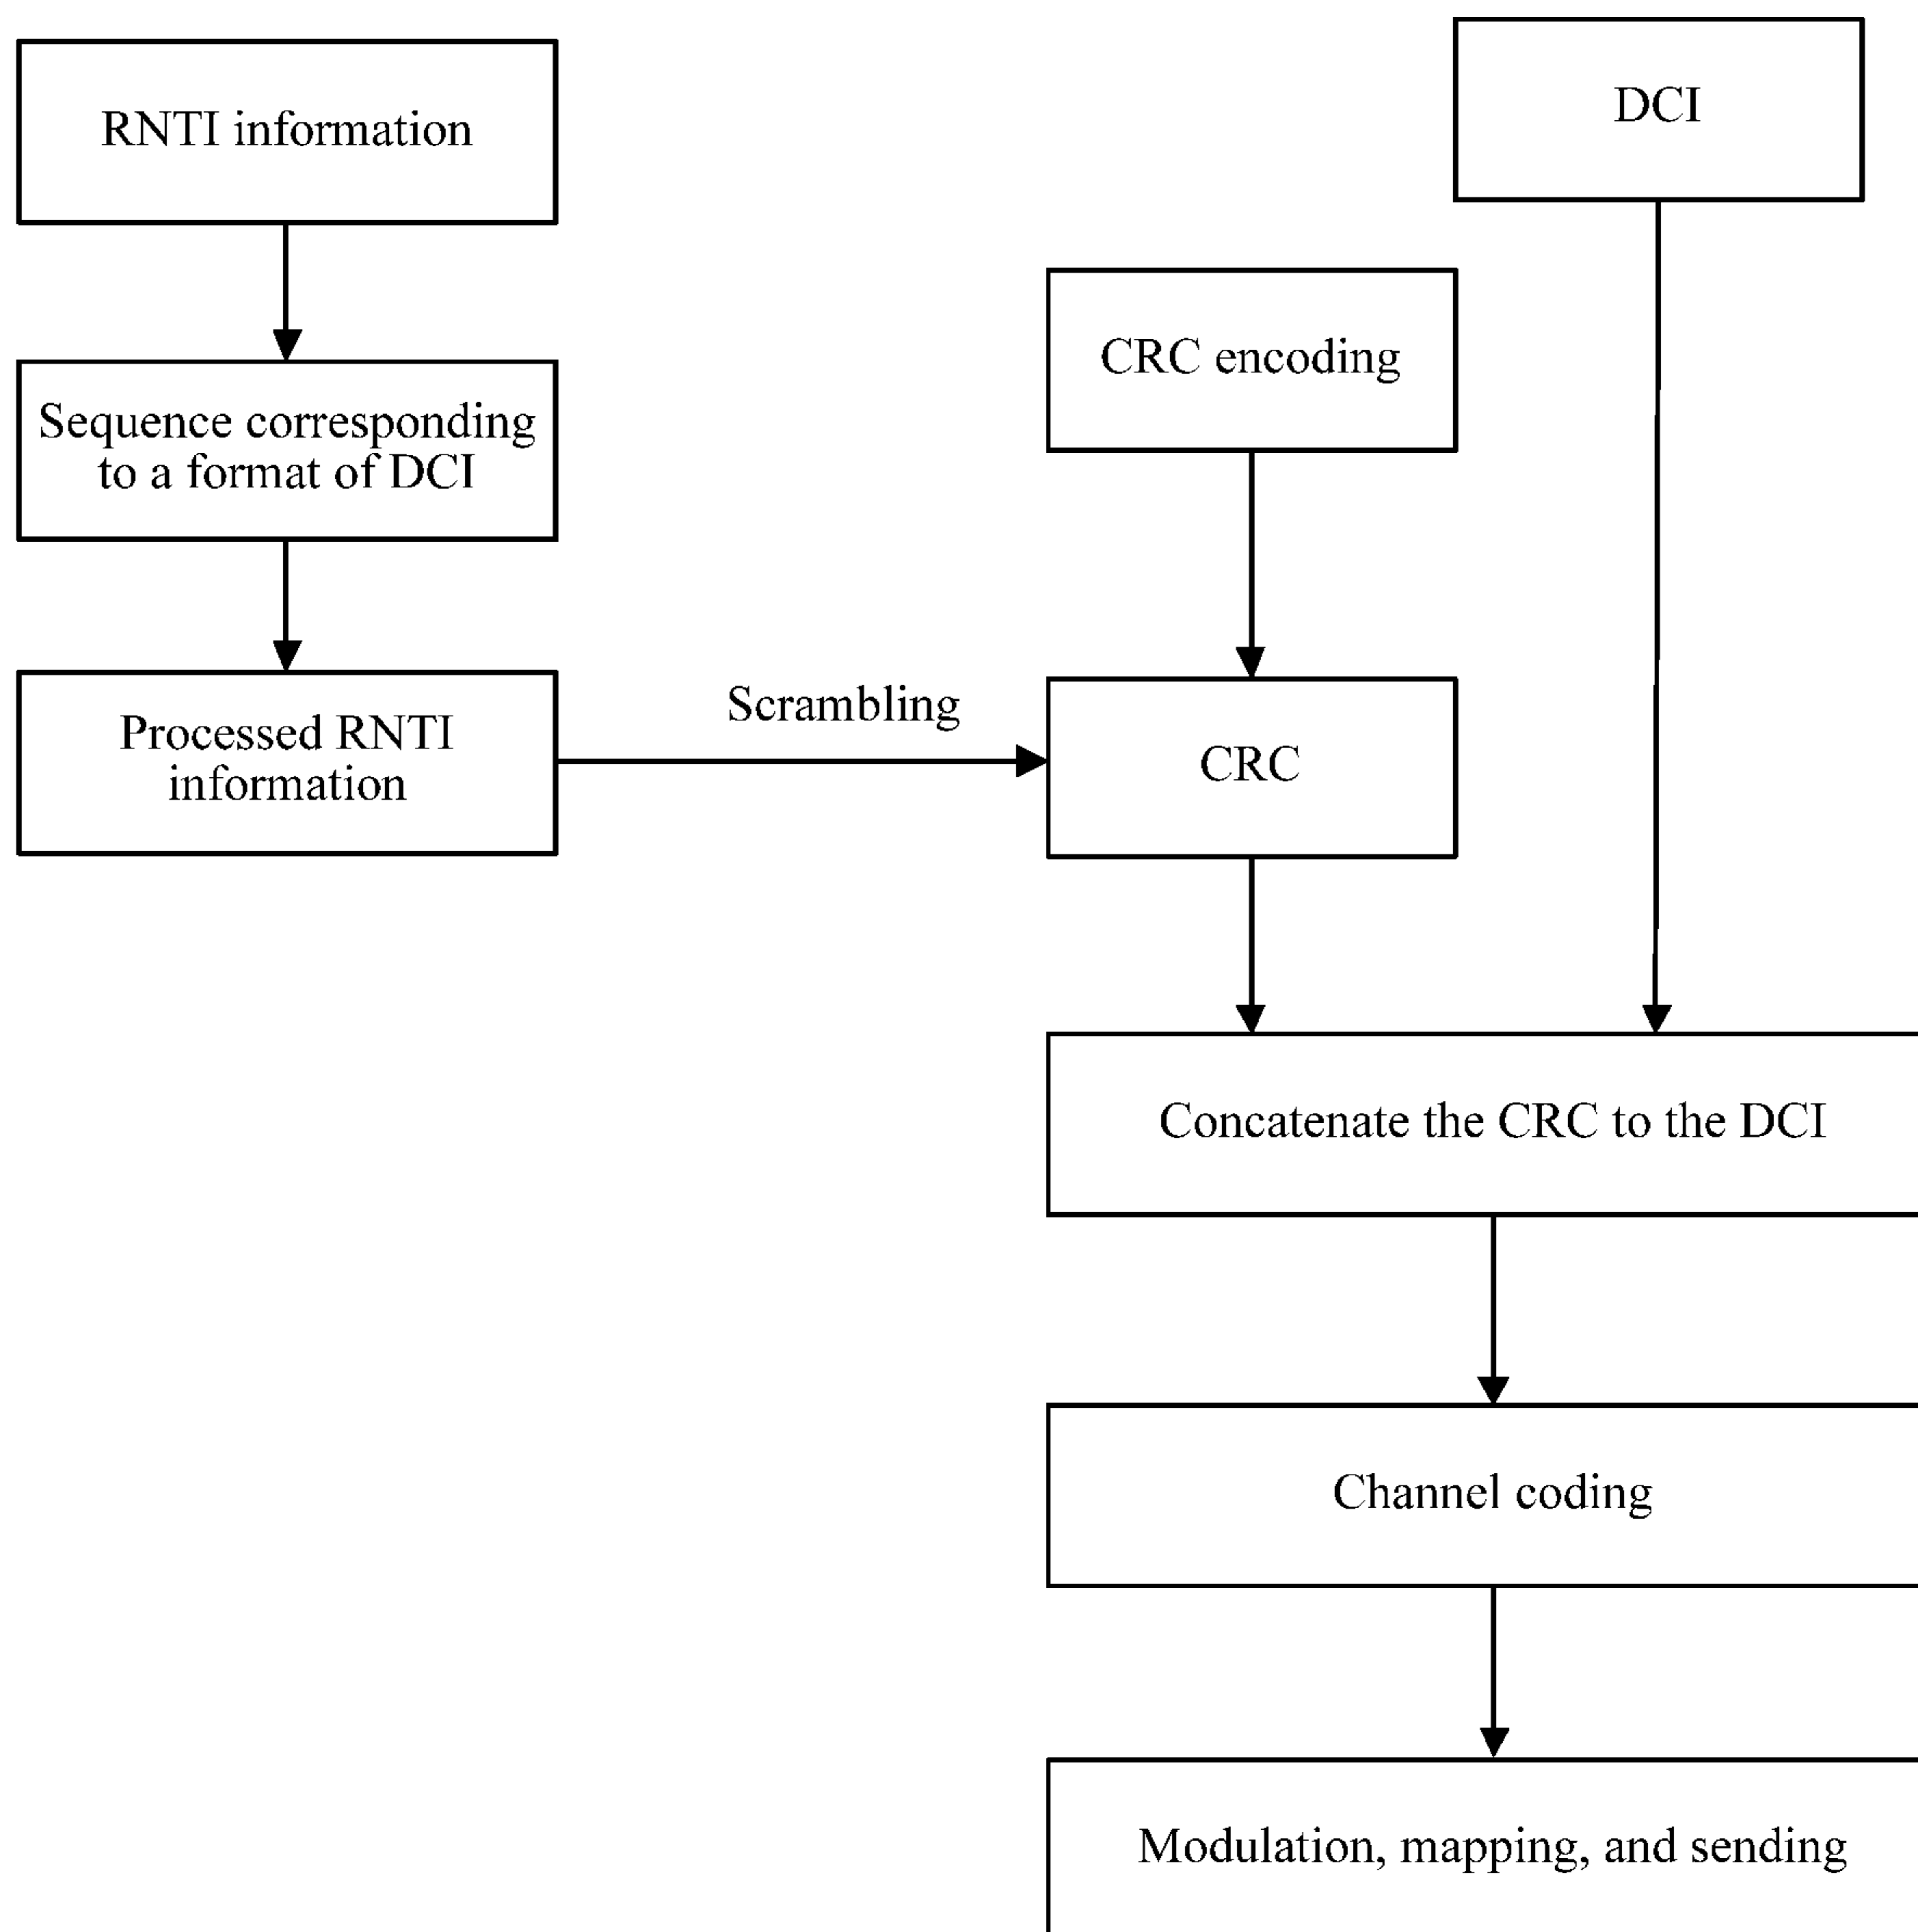 RNTI information
DCI
CRC encoding
Sequence corresponding
to a format of DCI
Processed RNTI
information
Scrambling
CRC
Concatenate the CRC to the DCI
Channel coding
Modulation, mapping, and sending